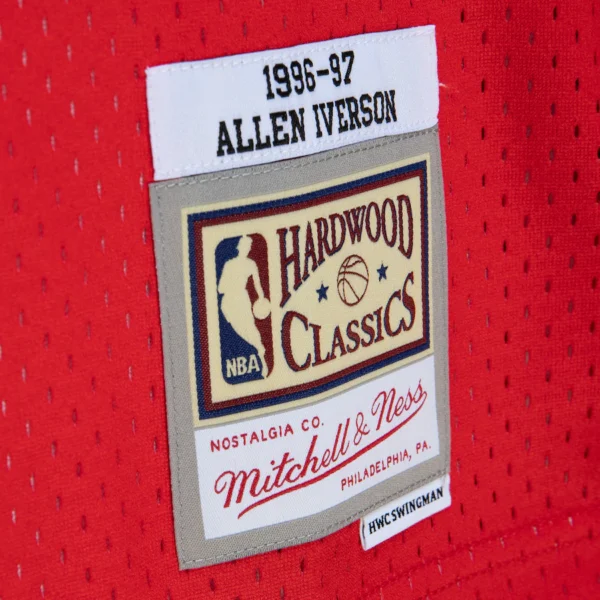 1996-97
ALLEN IVERSON
HARDWOOD
CLASSICS
NBA
NOSTALGIA CO.
Mitchell & Ness
PHILADELPHIA, PA.
HWCSWINGMAN